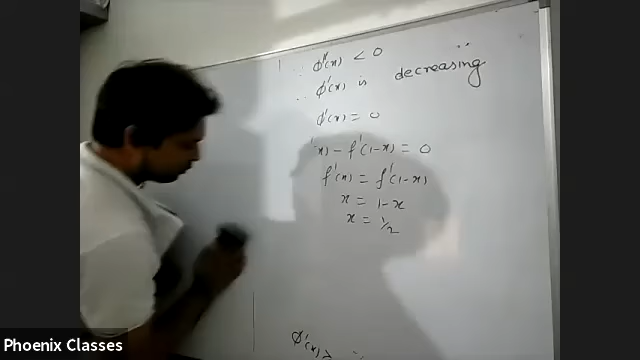 ∵ φ''(x) < 0
∴ φ'(x) is decreasing
φ'(x) = 0
'(x) - f'(1-x) = 0
f'(x) = f'(1-x)
x = 1-x
x = 1/2
φ'(x) >
Phoenix Classes